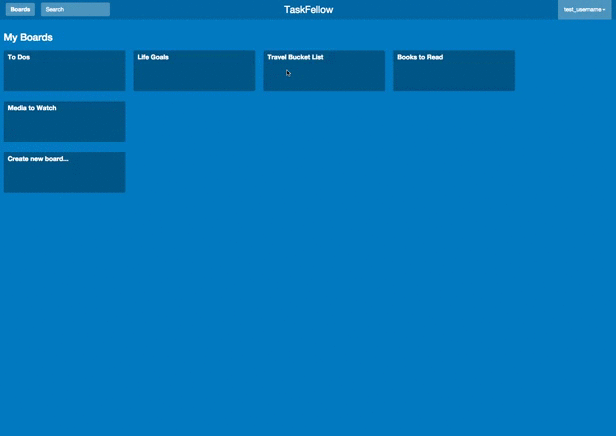 Boards
Search
TaskFellow
test_username
My Boards
To Dos
Life Goals
Travel Bucket List
Books to Read
Media to Watch
Create new board...